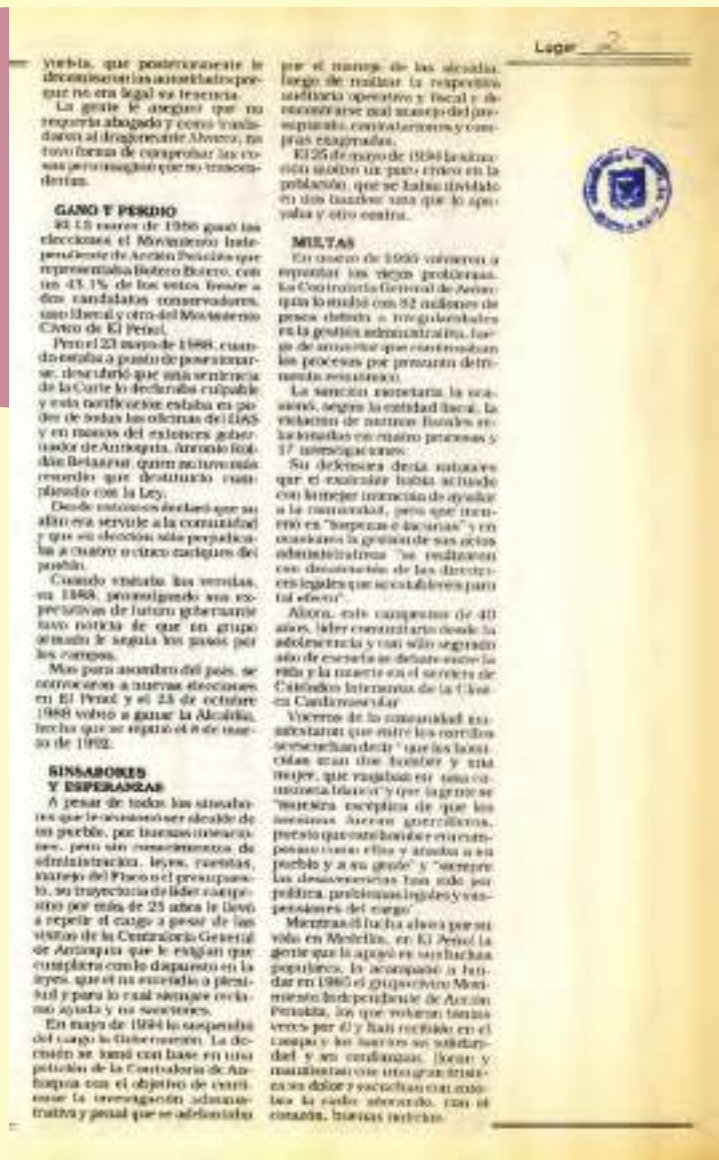 Lugar 2
yuelta, que posteriormente le
decomisaron las autoridades por-
que no era legal su tenencia.
La gente le aseguró que no
requería abogado y como trasla-
daron al dragoneante Alvarez, no
tuvo forma de comprobar las co-
sas pero imaginó que no trascen-
derían.
GANO Y PERDIO
El 13 marzo de 1988 ganó las
elecciones el Movimiento Inde-
pendiente de Acción Peñolita que
representaba Botero Botero, con
un 43.1% de los votos frente a
dos candidatos conservadores,
uno liberal y otro del Movimiento
Cívico de El Peñol.
Pero el 23 mayo de 1988, cuan-
do estaba a punto de posesionar-
se, descubrió que una sentencia
de la Corte lo declaraba culpable
y esta notificación estaba en po-
der de todas las oficinas del DAS
y en manos del entonces gober-
nador de Antioquia, Antonio Rol-
dán Betancur, quien no tuvo más
remedio que destituirlo cum-
pliendo con la Ley.
Desde entonces declaró que su
afán era servirle a la comunidad
y que su elección sólo perjudica-
ba a cuatro o cinco caciques del
pueblo.
Cuando visitaba las veredas,
en 1988, promulgando sus ex-
pectativas de futuro gobernante
tuvo noticia de que un grupo
armado le seguía los pasos por
los campos.
Mas para asombro del país, se
convocaron a nuevas elecciones
en El Peñol y el 23 de octubre
1988 volvió a ganar la Alcaldía,
hecha que se repitió el 8 de mar-
zo de 1992.
SINSABORES
Y ESPERANZAS
A pesar de todos los sinsabo-
res que le ocasionó ser alcalde de
un pueblo, por buenas intencio-
nes, pero sin conocimientos de
administración, leyes, cuentas,
manejo del Fisco o el presupues-
to, su trayectoria de líder campe-
sino por más de 25 años le llevó
a repetir el cargo a pesar de las
visitas de la Contraloría General
de Antioquia que le exigían que
cumpliera con lo dispuesto en la
leyes, que él no entendía a pleni-
tud y para lo cual siempre recla-
mó ayuda y no sanciones.
En mayo de 1994 lo suspendió
del cargo la Gobernación. La de-
cisión se tomó con base en una
petición de la Contraloría de An-
tioquia con el objetivo de conti-
nuar la investigación adminis-
trativa y penal que se adelantaba
por el manejo de las alcaldía,
luego de realizar la respectiva
auditoría operativa y fiscal y de
encontrarse mal manejo del pre-
supuesto, contrataciones y com-
pras exageradas.
El 25 de mayo de 1994 la situa-
ción motivó un paro cívico en la
población, que se había dividido
en dos bandos: uno que lo apo-
yaba y otro contra.
MULTAS
En enero de 1995 volvieron a
repuntar los viejos problemas.
La Contraloría General de Antio-
quia lo multó con 32 millones de
pesos debido a irregularidades
en la gestión administrativa, lue-
go de anunciar que continuaban
los procesos por presunto detri-
mento económico.
La sanción monetaria la oca-
sionó, según la entidad fiscal, la
violación de normas fiscales re-
lacionadas en cuatro procesos y
17 investigaciones.
Su defensora decía entonces
que el exalcalde había actuado
con la mejor intención de ayudar
a la comunidad, pero que incu-
rrió en "torpezas e incurias" y en
ocasiones la gestión de sus actos
administrativos "se realizaron
con desatención de las directri-
ces legales que se establecen para
tal efecto".
Ahora, este campesino de 40
años, líder comunitario desde la
adolescencia y con sólo segundo
año de escuela se debate entre la
vida y la muerte en el servicio de
Cuidados Intensivos de la Clíni-
ca Cardiovascular.
Voceros de la comunidad ma-
nifestaron que entre los corrillos
se escuchan decir "que los homi-
cidas eran dos hombre y una
mujer, que viajaban en una ca-
mioneta blanca" y que la gente se
"muestra escéptica de que los
asesinos fueran guerrilleros,
puesto que este hombre era cam-
pesino como ellos y amaba a su
pueblo y a su gente" y "siempre
las desavenencias han sido por
política, problemas legales y sus-
pensiones del cargo".
Mientras él lucha ahora por su
vida en Medellín, en El Peñol la
gente que lo apoyó en sus luchas
populares, lo acompañó a fun-
dar en 1985 el grupo cívico Movi-
miento Independiente de Acción
Peñolita, los que votaron tantas
veces por él y han recibido en el
campo y los barrios su solidari-
dad y su confianza, lloran y
manifiestan con una gran triste-
za su dolor y escuchan con zozo-
bra la radio añorando, con el
corazón, buenas noticias.